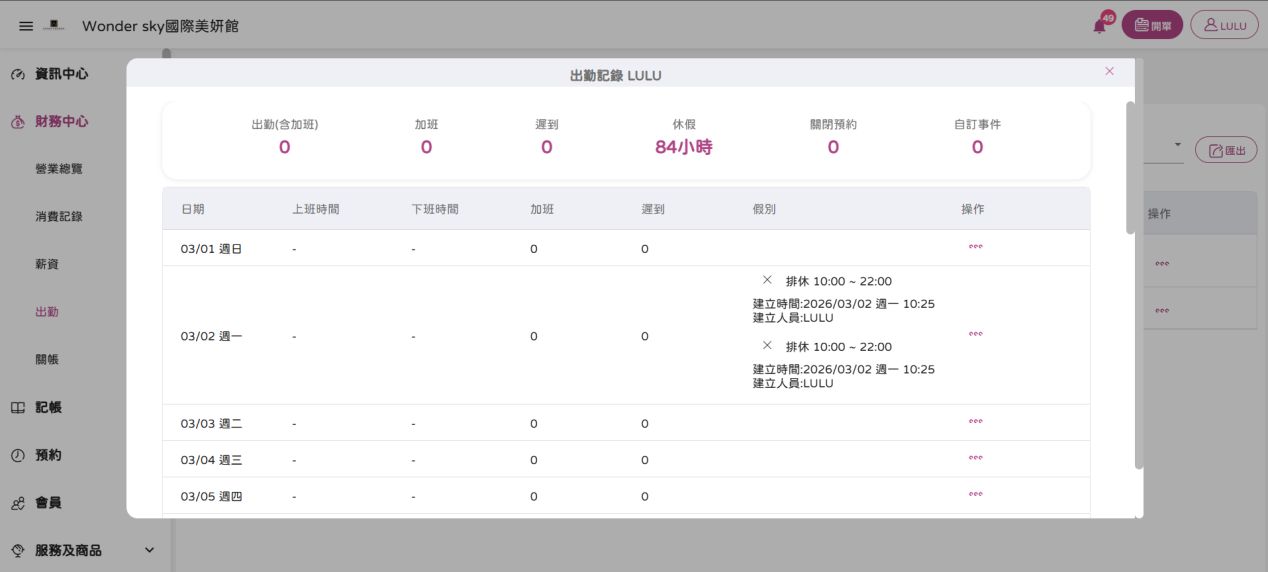 Wonder sky國際美妍館
49
開單
LULU
資訊中心
財務中心
營業總覽
消費記錄
薪資
出勤
關帳
記帳
預約
會員
服務及商品
匯出
操作
出勤記錄 LULU
出勤(含加班) 加班 遲到 休假 關閉預約 自訂事件
0 0 0 84小時 0 0
日期 上班時間 下班時間 加班 遲到 假別 操作
03/01 週日 - - 0 0
排休 10:00 ~ 22:00
建立時間:2026/03/02 週一 10:25
建立人員:LULU
03/02 週一 - - 0 0
排休 10:00 ~ 22:00
建立時間:2026/03/02 週一 10:25
建立人員:LULU
03/03 週二 - - 0 0
03/04 週三 - - 0 0
03/05 週四 - - 0 0